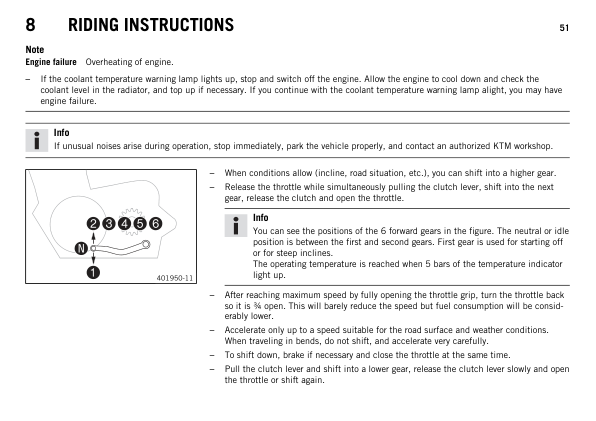 8 RIDING INSTRUCTIONS 51
Note
Engine failure Overheating of engine.
– If the coolant temperature warning lamp lights up, stop and switch off the engine. Allow the engine to cool down and check the
coolant level in the radiator, and top up if necessary. If you continue with the coolant temperature warning lamp alight, you may have
engine failure.
Info
If unusual noises arise during operation, stop immediately, park the vehicle properly, and contact an authorized KTM workshop.
2 3 4 5 6
N
1
401950-11
– When conditions allow (incline, road situation, etc.), you can shift into a higher gear.
– Release the throttle while simultaneously pulling the clutch lever, shift into the next
gear, release the clutch and open the throttle.
Info
You can see the positions of the 6 forward gears in the figure. The neutral or idle
position is between the first and second gears. First gear is used for starting off
or for steep inclines.
The operating temperature is reached when 5 bars of the temperature indicator
light up.
– After reaching maximum speed by fully opening the throttle grip, turn the throttle back
so it is ¾ open. This will barely reduce the speed but fuel consumption will be consid-
erably lower.
– Accelerate only up to a speed suitable for the road surface and weather conditions.
When traveling in bends, do not shift, and accelerate very carefully.
– To shift down, brake if necessary and close the throttle at the same time.
– Pull the clutch lever and shift into a lower gear, release the clutch lever slowly and open
the throttle or shift again.